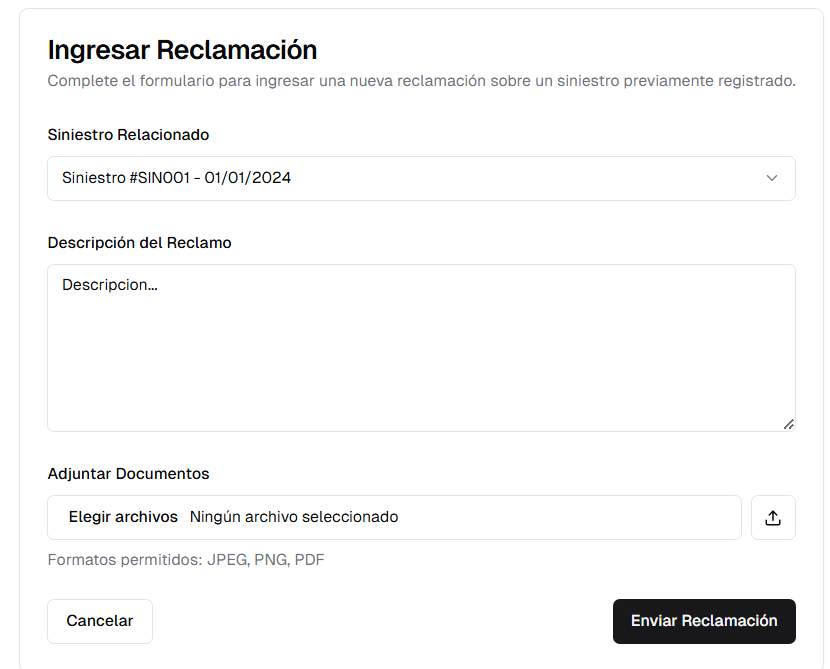 Ingresar Reclamación
Complete el formulario para ingresar una nueva reclamación sobre un siniestro previamente registrado.
Siniestro Relacionado
Siniestro #SIN001 - 01/01/2024
Descripción del Reclamo
Descripcion...
Adjuntar Documentos
Elegir archivos Ningún archivo seleccionado
Formatos permitidos: JPEG, PNG, PDF
Cancelar Enviar Reclamación